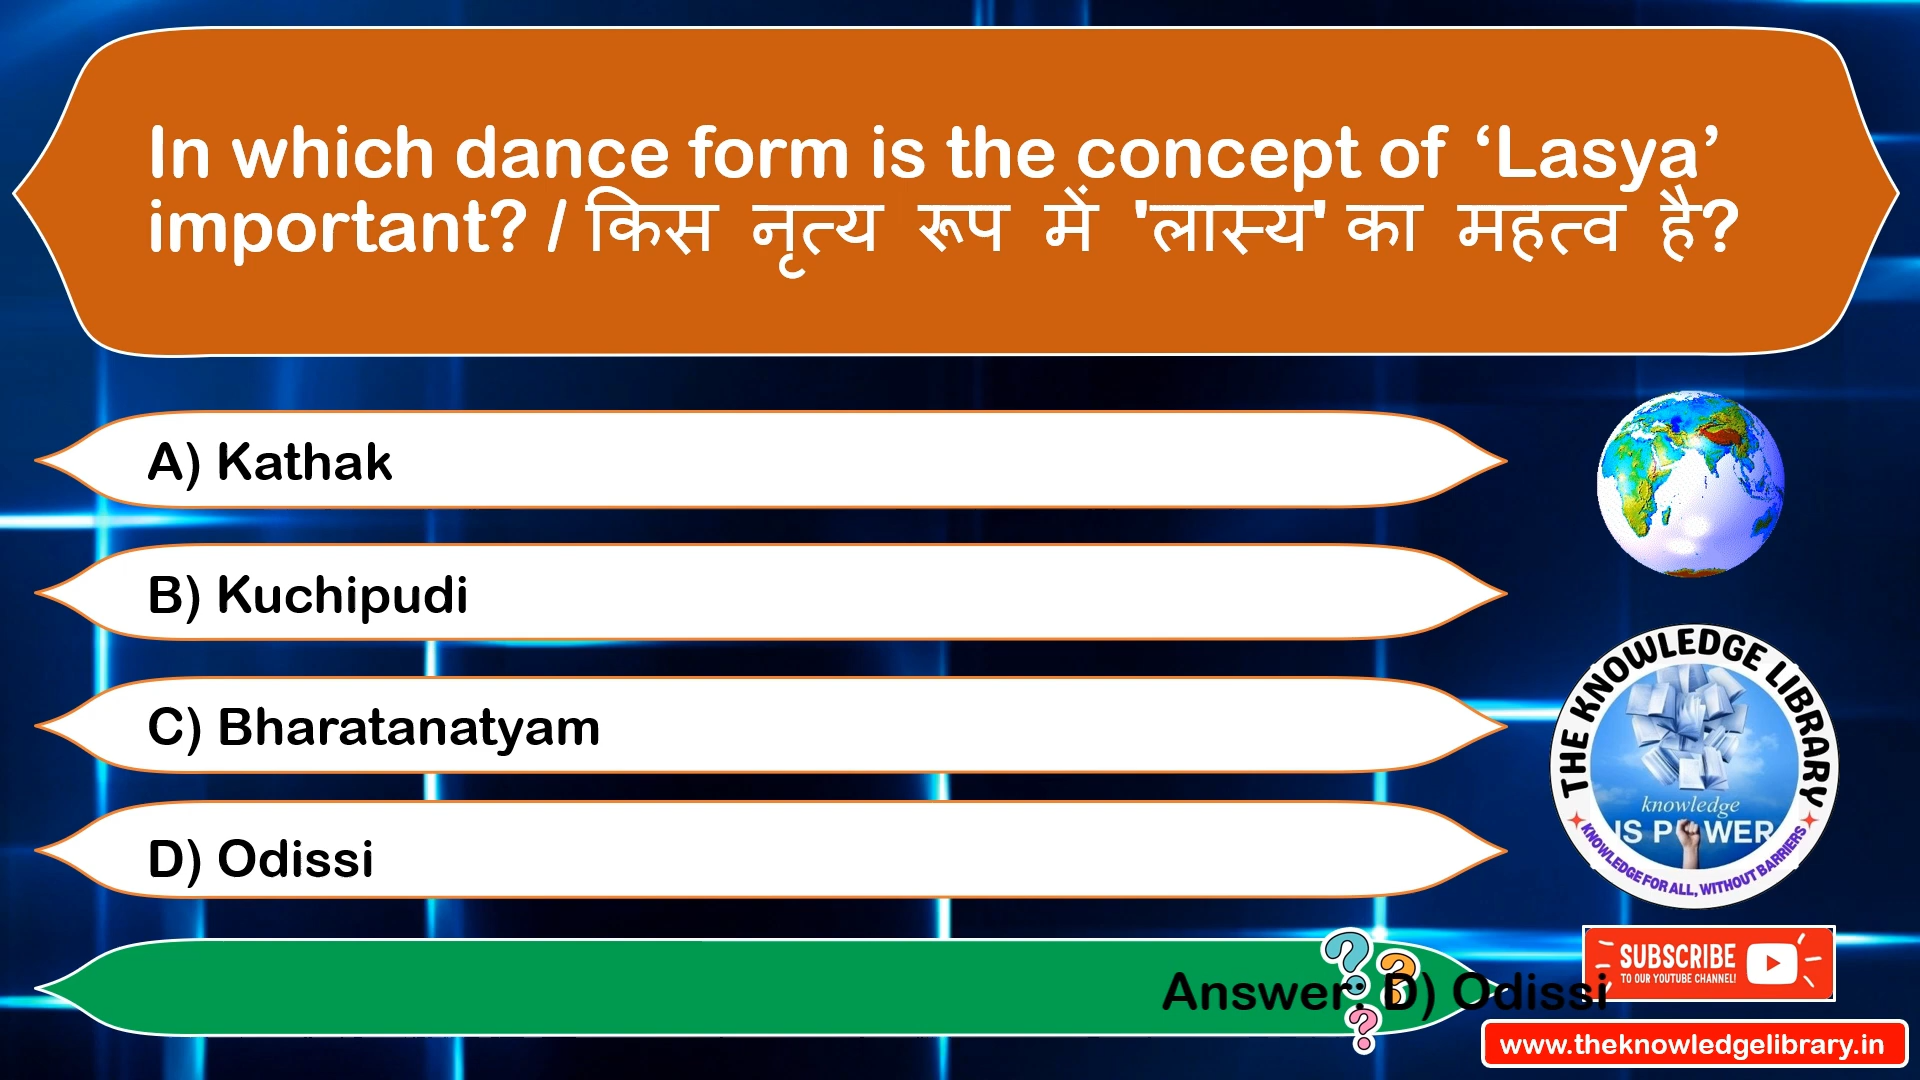 In which dance form is the concept of ‘Lasya’
important? / किस नृत्य रूप में 'लास्य' का महत्व है?
A) Kathak
B) Kuchipudi
C) Bharatanatyam
D) Odissi
THE KNOWLEDGE LIBRARY
knowledge
IS POWER
KNOWLEDGE FOR ALL, WITHOUT BARRIERS
SUBSCRIBE
TO OUR YOUTUBE CHANNEL!
Answer: D) Odissi
www.theknowledgelibrary.in